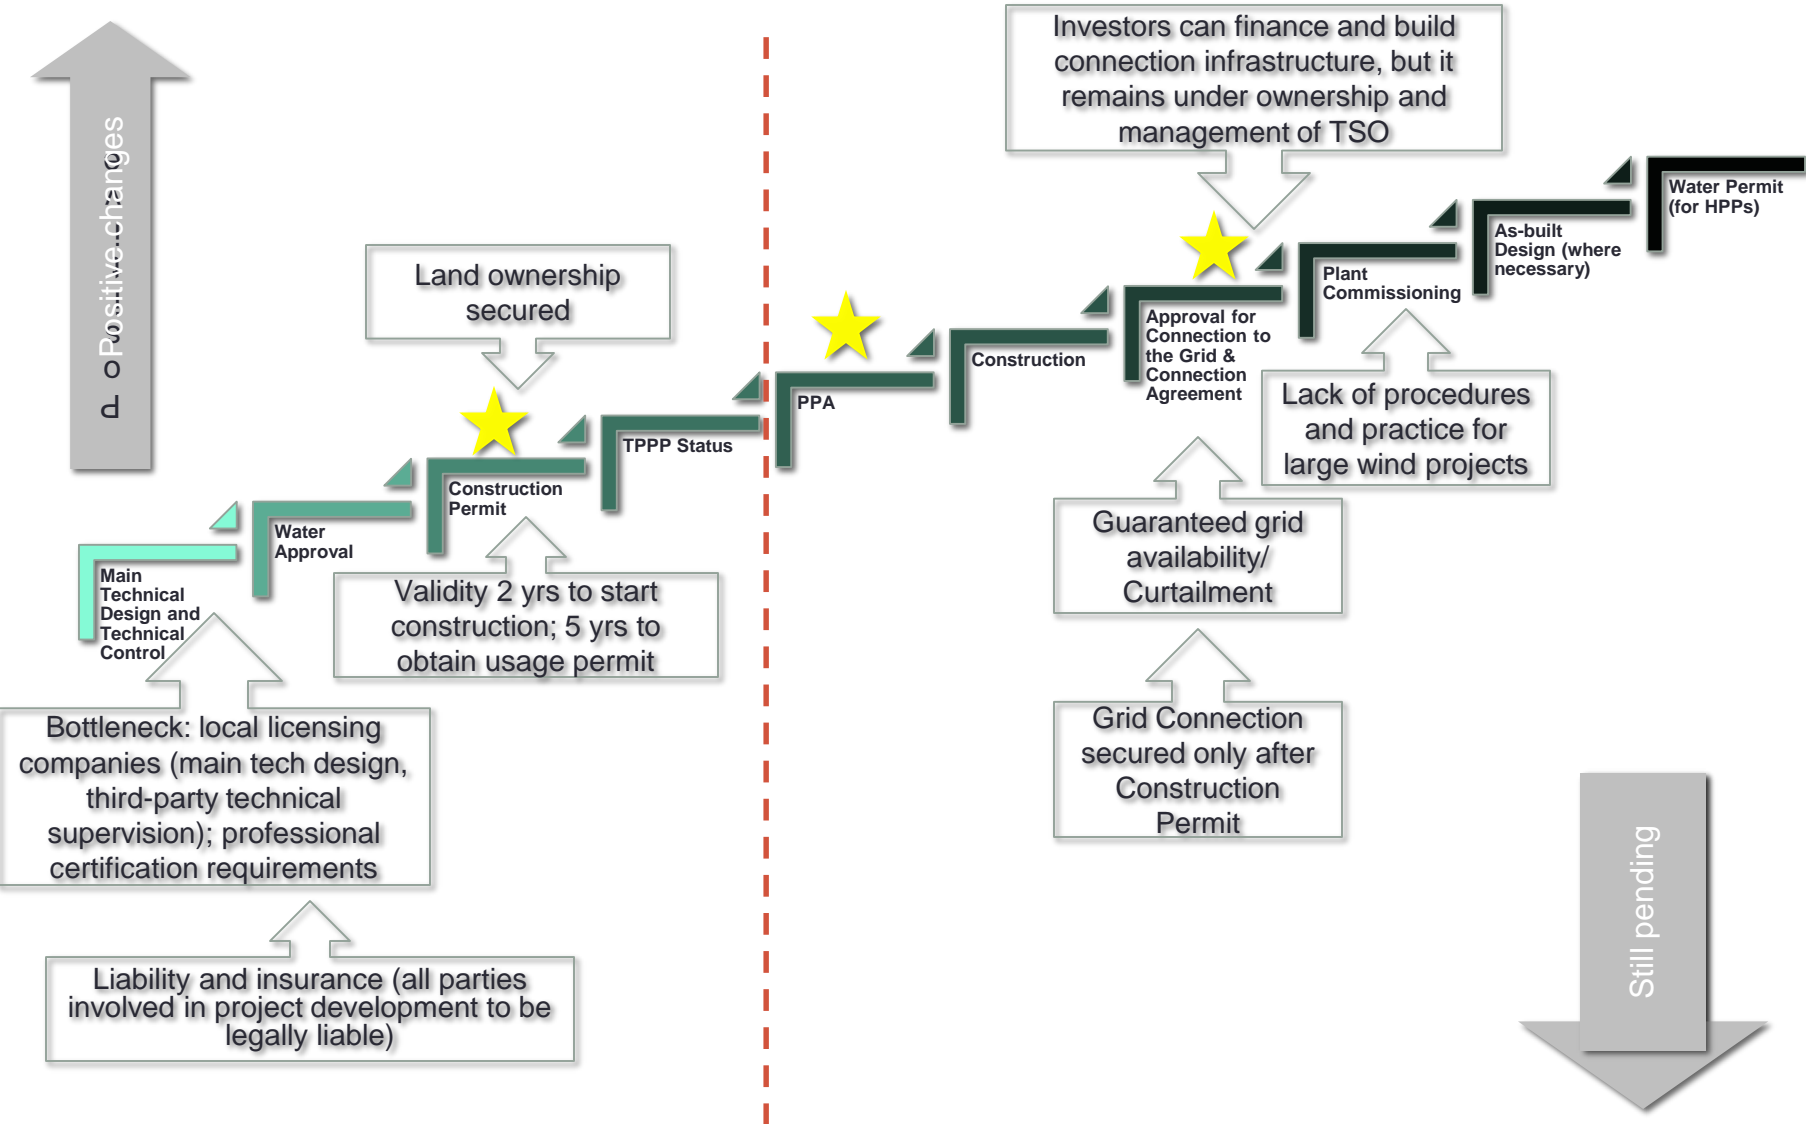 Investors can finance and build
connection infrastructure, but it
remains under ownership and
management of TSO
Positive changes
Land ownership
secured
Water Permit
(for HPPs)
As-built
Design (where
necessary)
Plant
Commissioning
Approval for
Connection to
the Grid &
Connection
Agreement
Construction
PPA
TPPP Status
Construction
Permit
Water
Approval
Main
Technical
Design and
Technical
Control
Lack of procedures
and practice for
large wind projects
Guaranteed grid
availability/
Curtailment
Validity 2 yrs to start
construction; 5 yrs to
obtain usage permit
Bottleneck: local licensing
companies (main tech design,
third-party technical
supervision); professional
certification requirements
Grid Connection
secured only after
Construction
Permit
Liability and insurance (all parties
involved in project development to be
legally liable)
Still pending